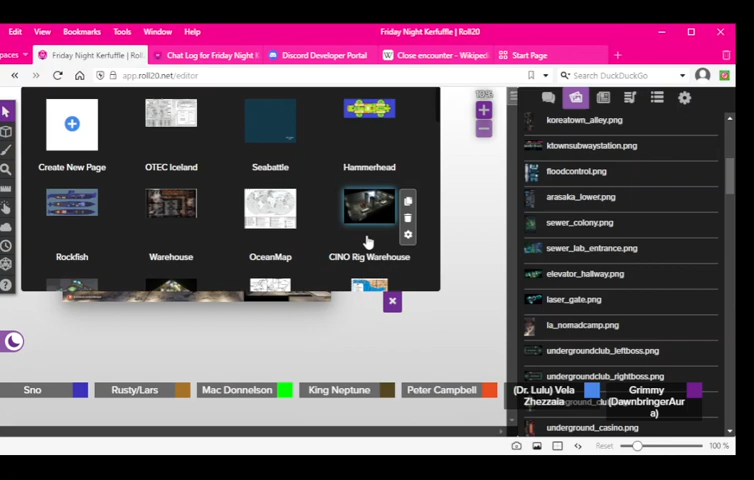 Edit View Bookmarks Tools Window Help
Friday Night Kerfuffle | Roll20
Friday Night Kerfuffle | Roll
Chat Log for Friday Night K
Discord Developer Portal
Close encounter - Wikiped
Start Page
app.roll20.net/editor
Search DuckDuckGo
13%
Create New Page
OTEC Iceland
Seabattle
Hammerhead
Rockfish
Warehouse
OceanMap
CINO Rig Warehouse
koreatown_alley.png
ktownsubwaystation.png
floodcontrol.png
arasaka_lower.png
sewer_colony.png
sewer_lab_entrance.png
elevator_hallway.png
laser_gate.png
la_nomadcamp.png
undergroundclub_leftboss.png
undergroundclub_rightboss.png
underground_casino.png
Sno
Rusty/Lars
Mac Donnelson
King Neptune
Peter Campbell
(Dr. Lulu) Vela
Zhezzaia
Grimmy
(DawnbringerAur
a)
Reset
100 %